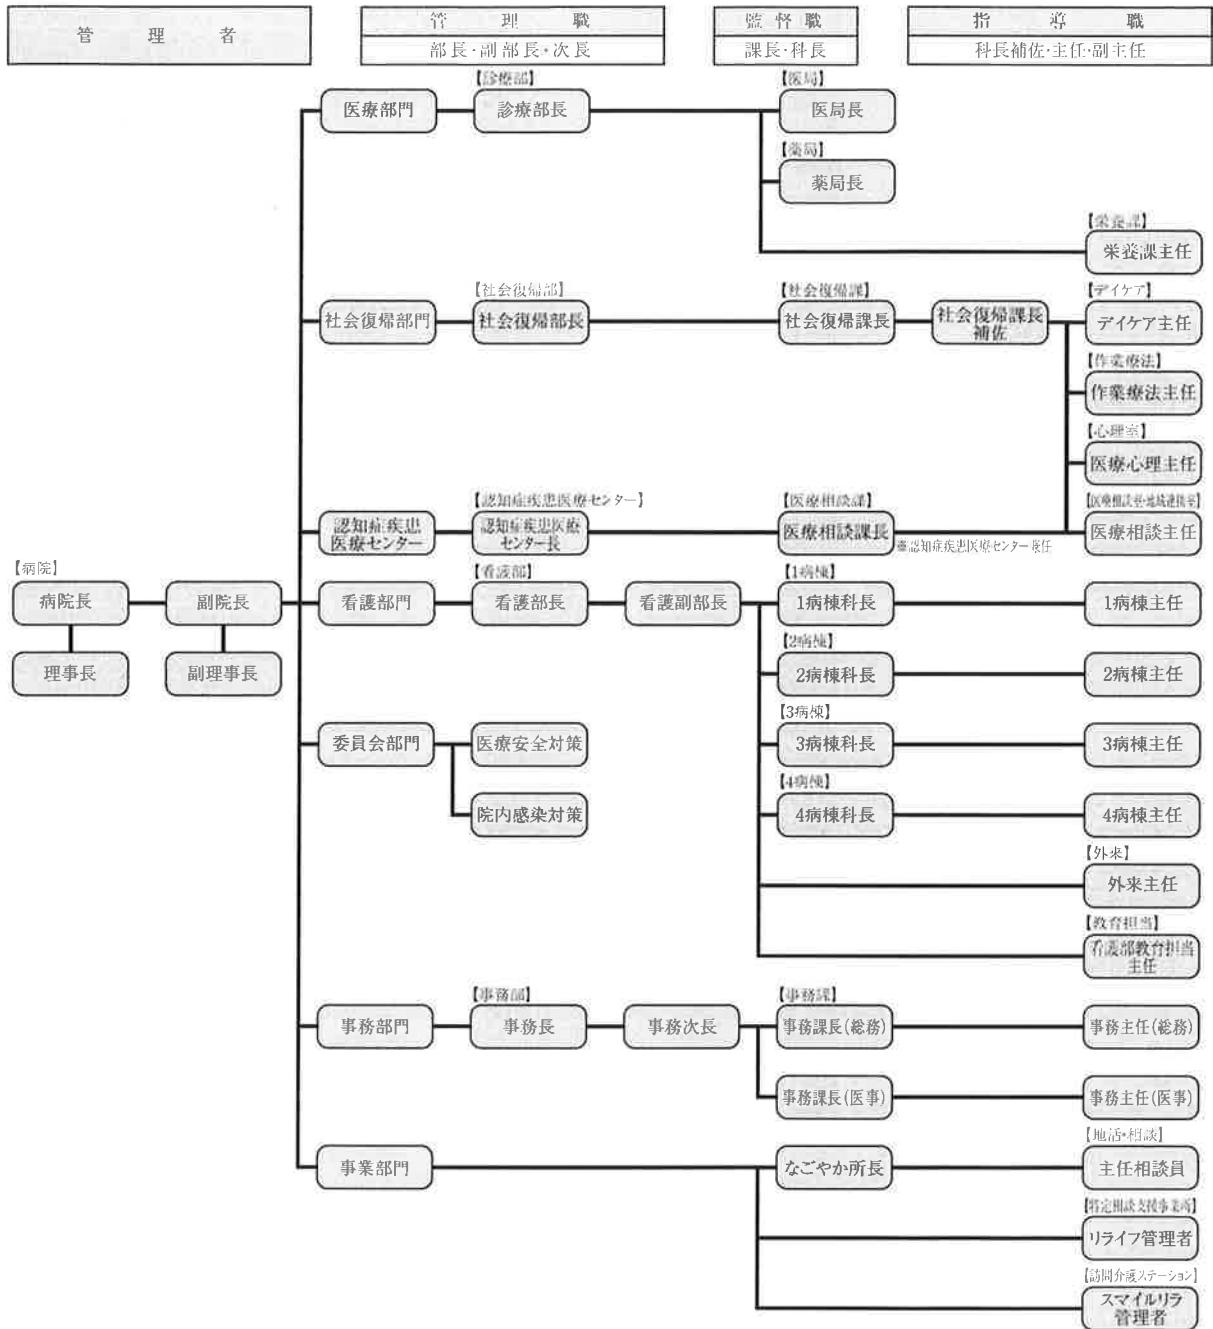 管理者
管理職
部長・副部長・次長
監督職
課長・科長
指導職
科長補佐・主任・副主任
【診療部】
【医局】
医療部門
診療部長
医局長
【薬局】
薬局長
【栄養課】
栄養課主任
【社会復帰部】
【社会復帰課】
【デイケア】
社会復帰部門
社会復帰部長
社会復帰課長
社会復帰課長
補佐
デイケア主任
【作業療法】
作業療法主任
【心理室】
医療心理主任
【認知症疾患医療センター】
【医療相談課】
【医療相談室・地域連携室】
認知症疾患
医療センター
認知症疾患医療
センター長
医療相談課長
※認知症疾患医療センター兼任
医療相談主任
【病院】
【看護部】
【1病棟】
病院長
副院長
看護部門
看護部長
看護副部長
1病棟科長
1病棟主任
【2病棟】
理事長
副理事長
2病棟科長
2病棟主任
【3病棟】
委員会部門
医療安全対策
3病棟科長
3病棟主任
【4病棟】
院内感染対策
4病棟科長
4病棟主任
【外来】
外来主任
【教育担当】
看護部教育担当
主任
【事務部】
【事務課】
事務部門
事務長
事務次長
事務課長(総務)
事務主任(総務)
事務課長(医事)
事務主任(医事)
【地活・相談】
事業部門
なごやか所長
主任相談員
【特定相談支援事業所】
リライフ管理者
【訪問介護ステーション】
スマイルリラ
管理者